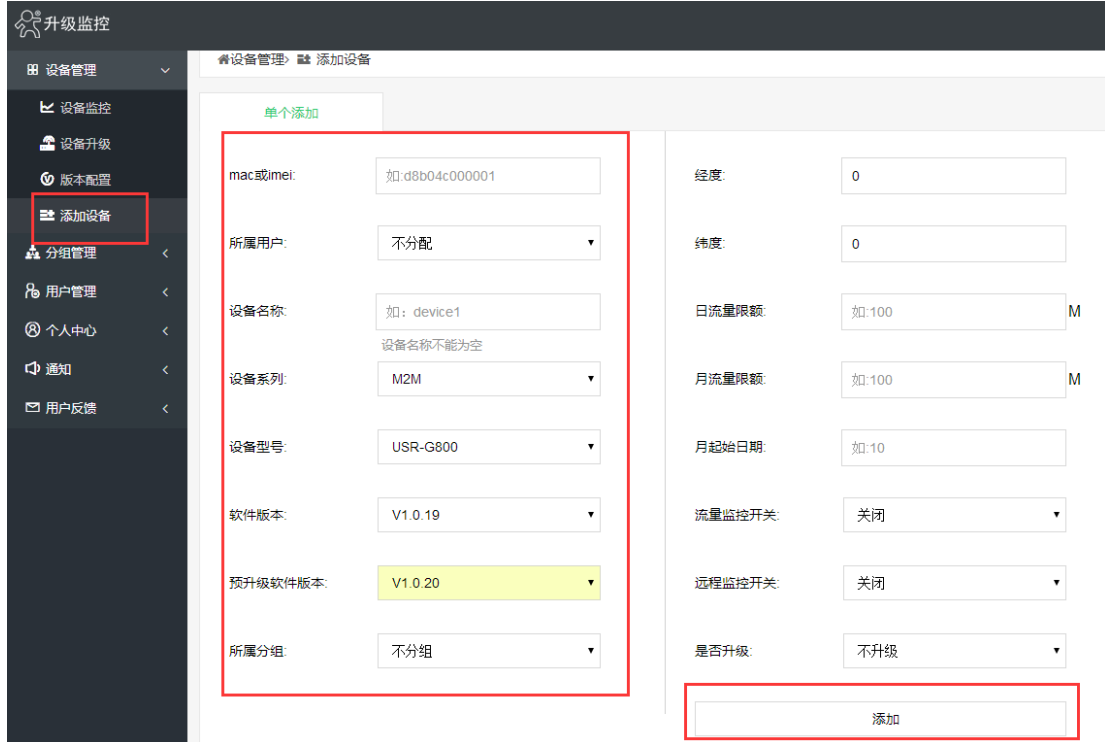 升级监控
设备管理
设备监控
设备升级
版本配置
添加设备
分组管理
用户管理
个人中心
通知
用户反馈
设备管理> 添加设备
单个添加
mac或imei: 如:d8b04c000001
所属用户: 不分配
设备名称: 如：device1
设备名称不能为空
设备系列: M2M
设备型号: USR-G800
软件版本: V1.0.19
预升级软件版本: V1.0.20
所属分组: 不分组
经度: 0
纬度: 0
日流量限额: 如:100 M
月流量限额: 如:100 M
月起始日期: 如:10
流量监控开关: 关闭
远程监控开关: 关闭
是否升级: 不升级
添加